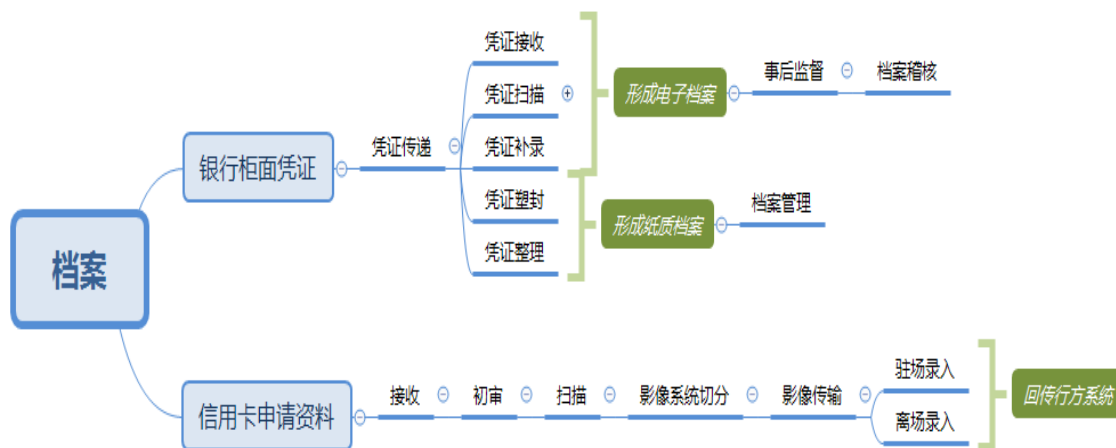 档案
银行柜面凭证
凭证传递
凭证接收
凭证扫描
凭证补录
凭证塑封
凭证整理
形成电子档案
事后监督
档案稽核
形成纸质档案
档案管理
信用卡申请资料
接收
初审
扫描
影像系统切分
影像传输
驻场录入
离场录入
回传行方系统